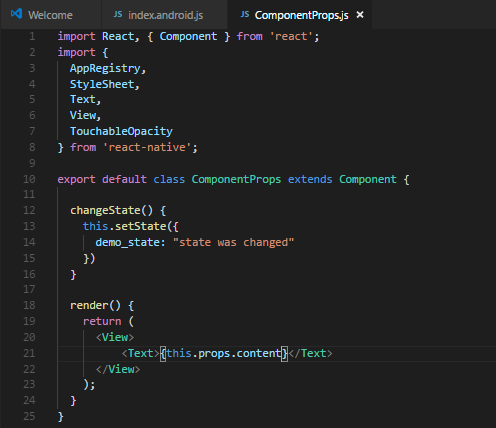 Welcome JS index.android.js JS ComponentProps.js ×
1 import React, { Component } from 'react';
2 import {
3   AppRegistry,
4   StyleSheet,
5   Text,
6   View,
7   TouchableOpacity
8 } from 'react-native';
9
10 export default class ComponentProps extends Component {
11
12   changeState() {
13     this.setState({
14       demo_state: "state was changed"
15     })
16   }
17
18   render() {
19     return (
20       <View>
21           <Text>{this.props.content}</Text>
22       </View>
23     );
24   }
25 }